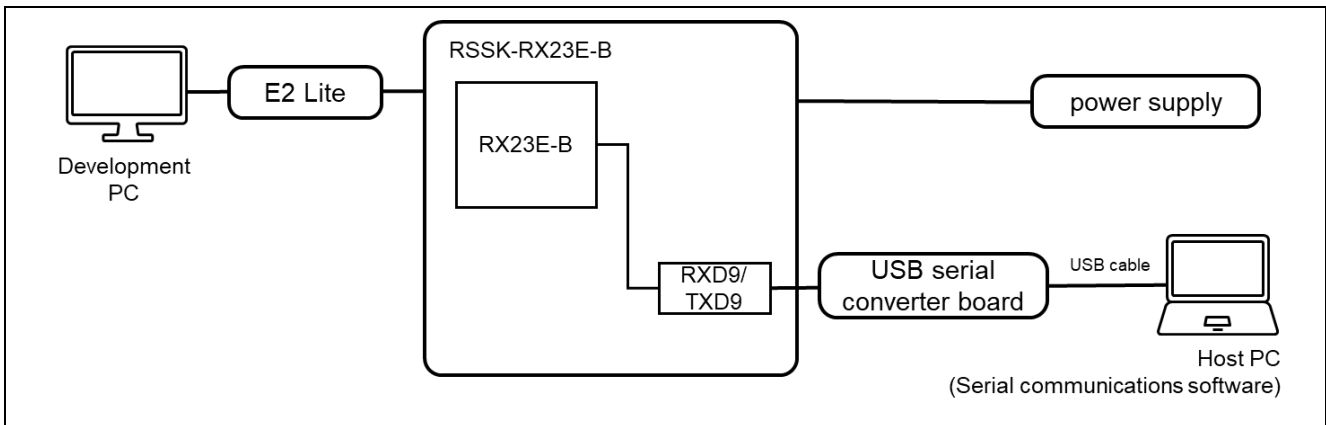 RSSK-RX23E-B
E2 Lite
power supply
RX23E-B
Development
PC
RXD9/
TXD9
USB serial
converter board
USB cable
Host PC
(Serial communications software)